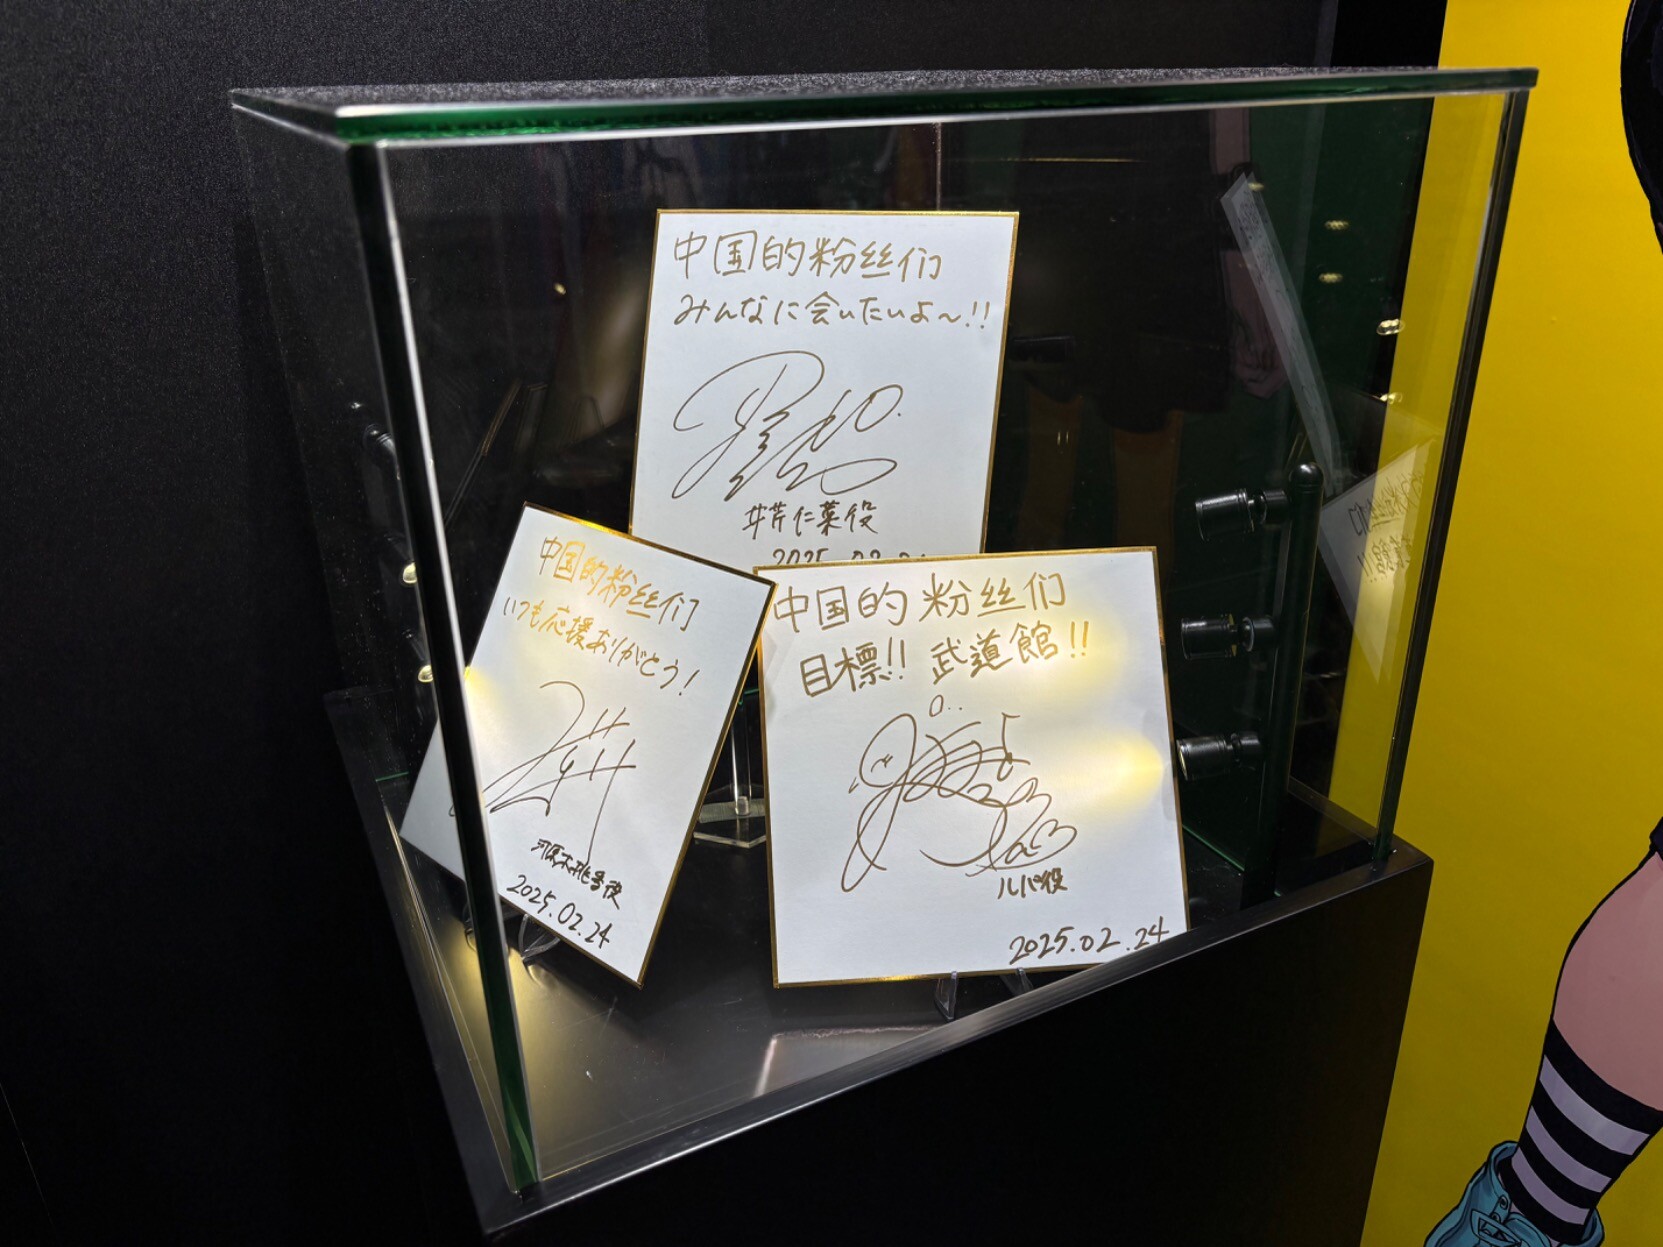 中国的粉丝们
みんなに会いたいよ〜!!
井芹仁菜役
中国的粉丝们
いつも応援ありがとう!
河原木桃香役
2025.02.24
中国的粉丝们
目標!! 武道館!!
ルパ役
2025.02.24